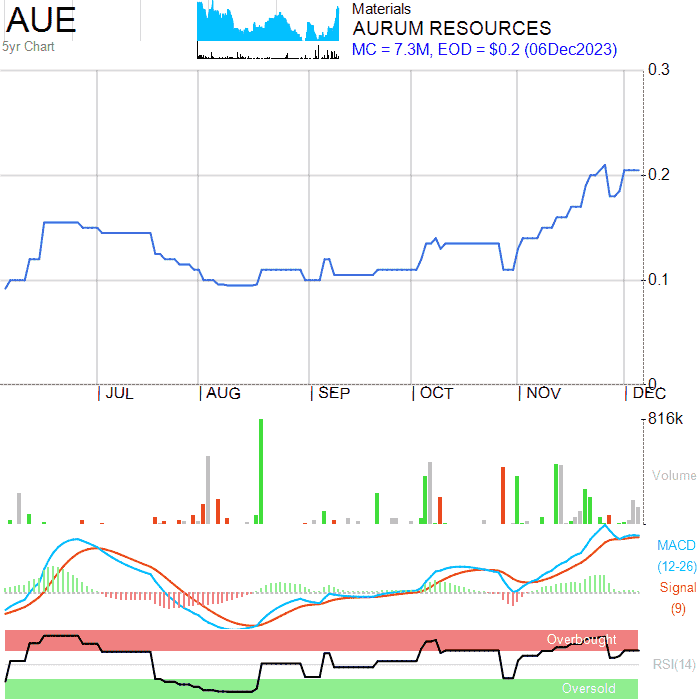 AUE
5yr Chart
Materials
AURUM RESOURCES
MC = 7.3M, EOD = $0.2 (06Dec2023)
0.3
0.2
0.1
0
JUL
AUG
SEP
OCT
NOV
DEC
816k
Volume
MACD
(12-26)
Signal
(9)
Overbought
RSI(14)
Oversold